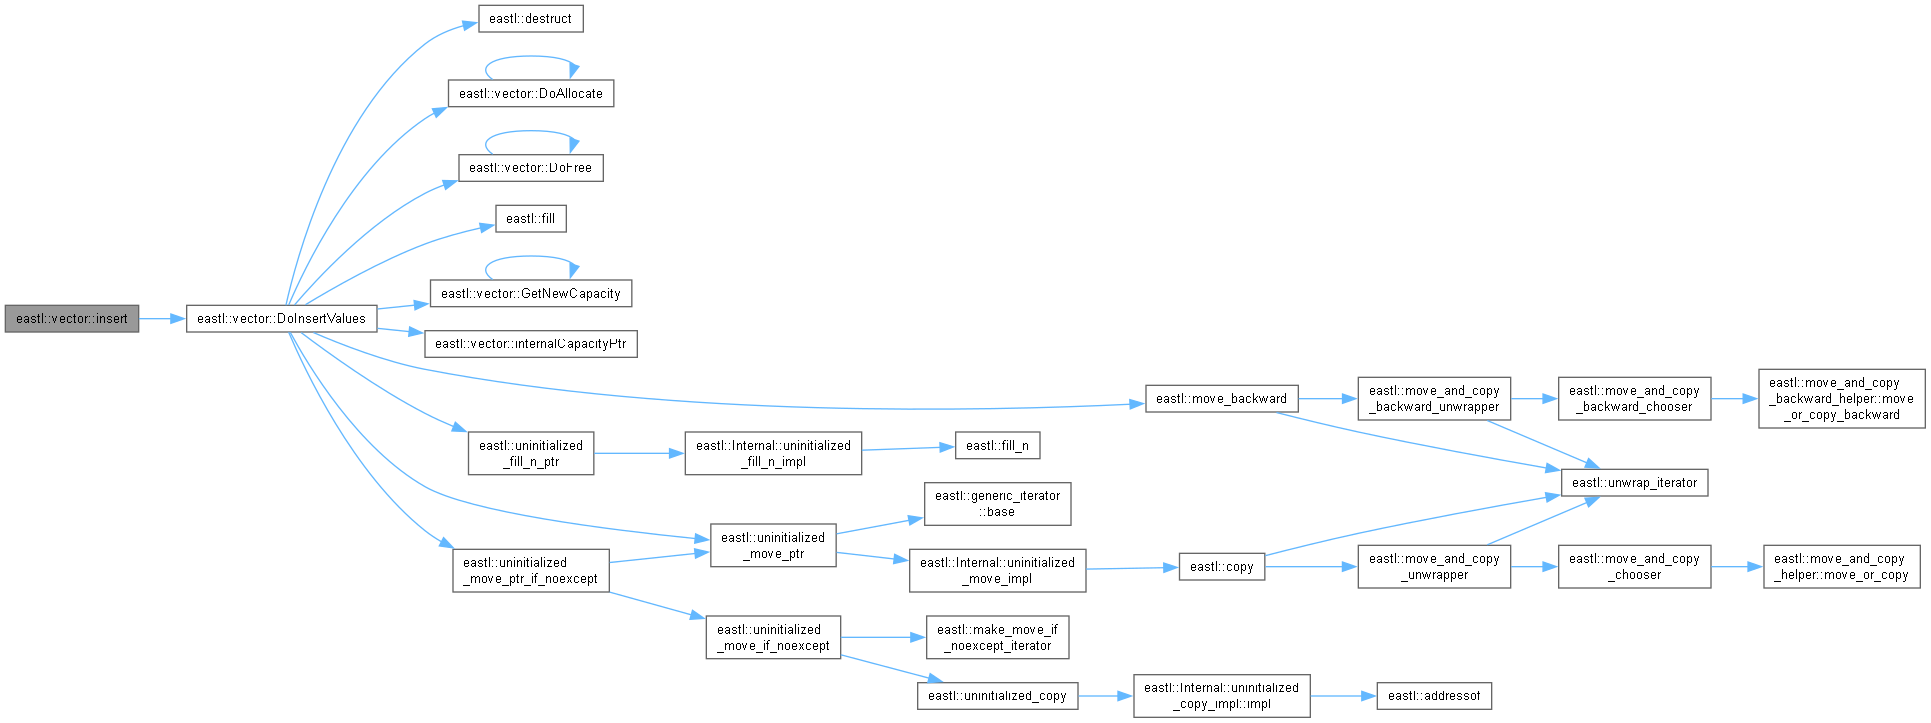 eastl::destruct
eastl::vector::DoAllocate
eastl::vector::DoFree
eastl::fill
eastl::vector::GetNewCapacity
eastl::vector::insert
eastl::vector::DoInsertValues
eastl::vector::internalCapacityPtr
eastl::move_backward
eastl::move_and_copy
_backward_unwrapper
eastl::move_and_copy
_backward_chooser
eastl::move_and_copy
_backward_helper::move
_or_copy_backward
eastl::uninitialized
_fill_n_ptr
eastl::Internal::uninitialized
_fill_n_impl
eastl::fill_n
eastl::unwrap_iterator
eastl::generic_iterator
::base
eastl::uninitialized
_move_ptr
eastl::uninitialized
_move_ptr_if_noexcept
eastl::Internal::uninitialized
_move_impl
eastl::copy
eastl::move_and_copy
_unwrapper
eastl::move_and_copy
_chooser
eastl::move_and_copy
_helper::move_or_copy
eastl::uninitialized
_move_if_noexcept
eastl::make_move_if
_noexcept_iterator
eastl::uninitialized_copy
eastl::Internal::uninitialized
_copy_impl::impl
eastl::addressof